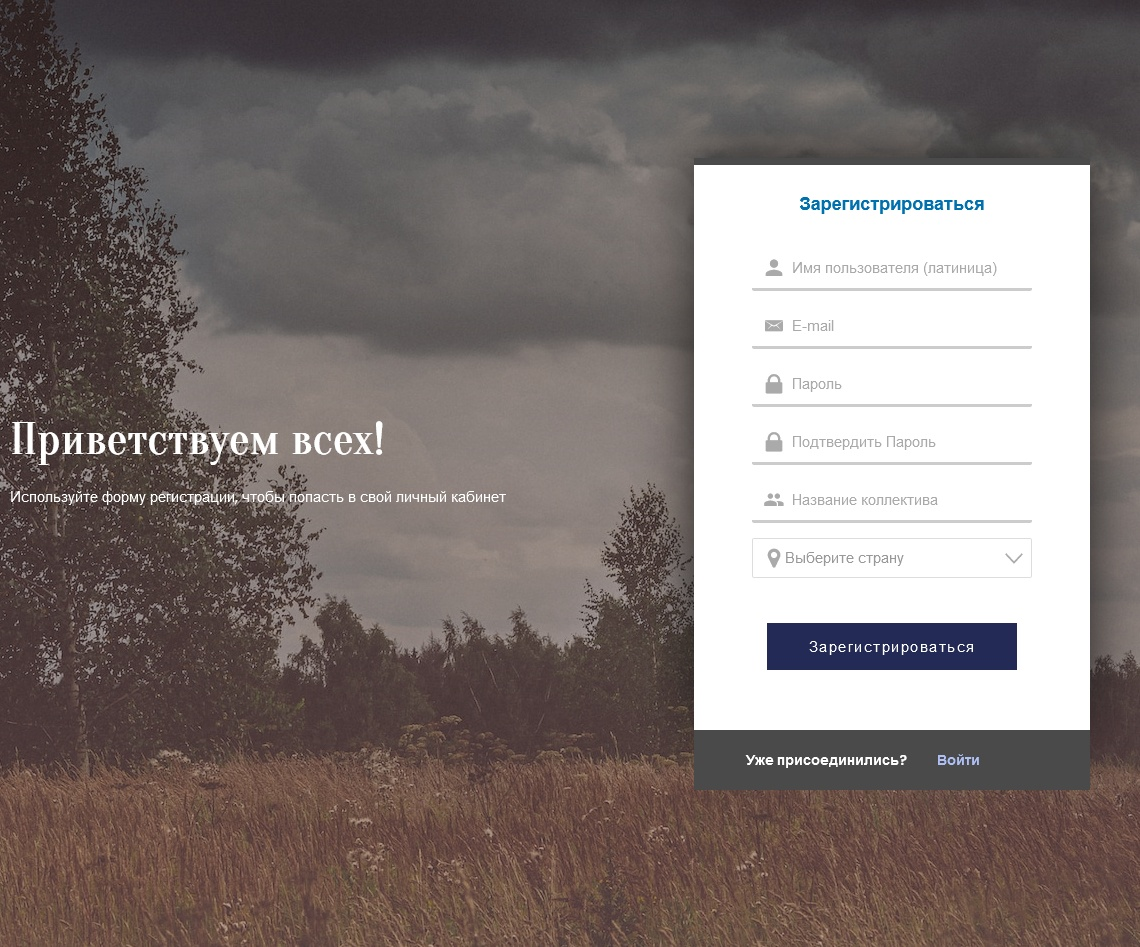 Приветствуем всех!
Используйте форму регистрации, чтобы попасть в свой личный кабинет
Зарегистрироваться
Имя пользователя (латиница)
E-mail
Пароль
Подтвердить Пароль
Название коллектива
Выберите страну
Зарегистрироваться
Уже присоединились? Войти